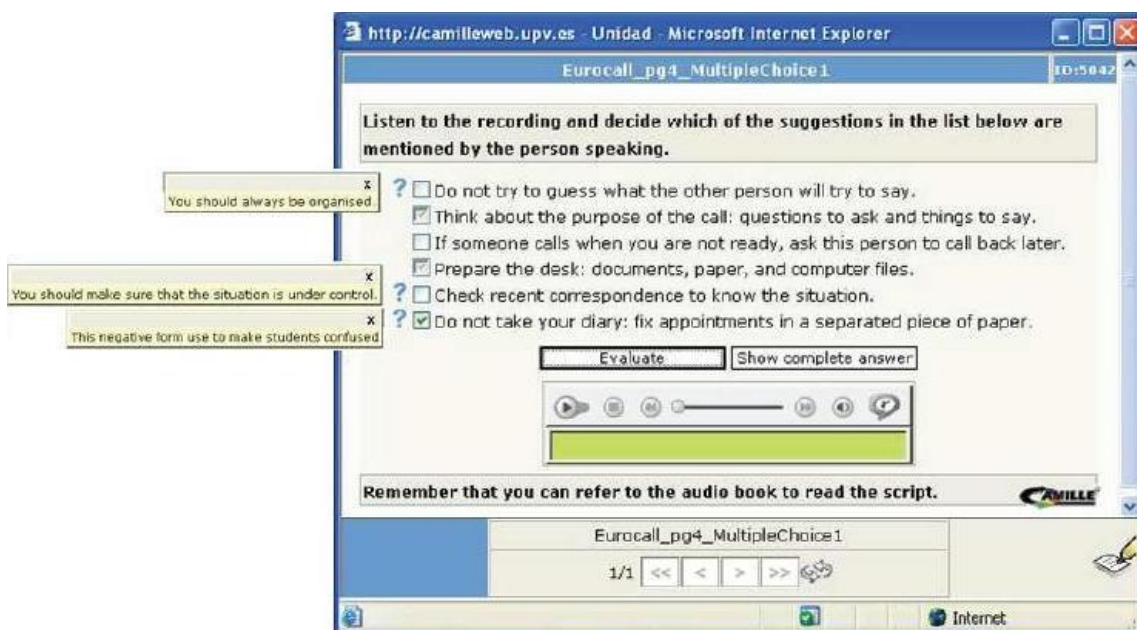 http://camilleweb.upv.es - Unidad - Microsoft Internet Explorer
Eurocall_pg4_MultipleChoice1
ID:5042
Listen to the recording and decide which of the suggestions in the list below are
mentioned by the person speaking.
x
You should always be organised.
? Do not try to guess what the other person will try to say.
Think about the purpose of the call: questions to ask and things to say.
If someone calls when you are not ready, ask this person to call back later.
Prepare the desk: documents, paper, and computer files.
x
You should make sure that the situation is under control.
? Check recent correspondence to know the situation.
x
This negative form use to make students confused
? Do not take your diary: fix appointments in a separated piece of paper.
Evaluate
Show complete answer
Remember that you can refer to the audio book to read the script.
CAMILLE
Eurocall_pg4_MultipleChoice1
1/1 << < > >>
Internet